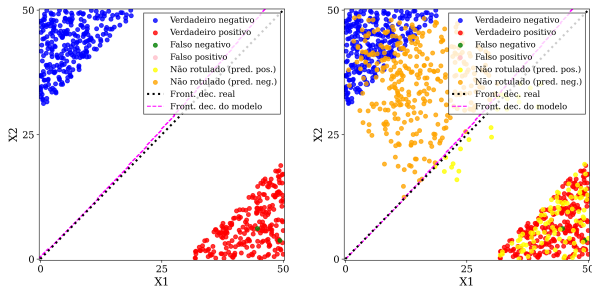 50
25
0
X2
0
25
50
X1
Verdadeiro negativo
Verdadeiro positivo
Falso negativo
Falso positivo
Não rotulado (pred. pos.)
Não rotulado (pred. neg.)
Front. dec. real
Front. dec. do modelo
50
25
0
X2
0
25
50
X1
Verdadeiro negativo
Verdadeiro positivo
Falso negativo
Falso positivo
Não rotulado (pred. pos.)
Não rotulado (pred. neg.)
Front. dec. real
Front. dec. do modelo